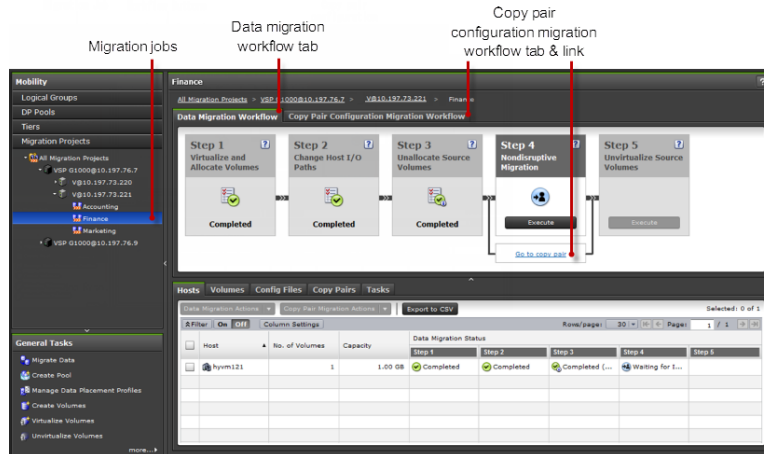 Migration jobs
Data migration
workflow tab
Copy pair
configuration migration
workflow tab & link
Mobility
Logical Groups
DP Pools
Tiers
Migration Projects
All Migration Projects
VSP G1000@10.197.76.7
V@10.197.73.220
V@10.197.73.221
Accounting
Finance
Marketing
VSP G1000@10.197.76.9
General Tasks
Migrate Data
Create Pool
Manage Data Placement Profiles
Create Volumes
Virtualize Volumes
Unvirtualize Volumes
more...
Finance
All Migration Projects > VSP G1000@10.197.76.7 > V@10.197.73.221 > Finance
Data Migration Workflow Copy Pair Configuration Migration Workflow
Step 1
Virtualize and
Allocate Volumes
Completed
Step 2
Change Host I/O
Paths
Completed
Step 3
Unallocate Source
Volumes
Completed
Step 4
Nondisruptive
Migration
Execute
Go to copy pair
Step 5
Unvirtualize Source
Volumes
Execute
Hosts Volumes Config Files Copy Pairs Tasks
Data Migration Actions Copy Pair Migration Actions Export to CSV Selected: 0 of 1
Filter On Off Column Settings Rows/page: 30 Page: 1 / 1
Host No. of Volumes Capacity Data Migration Status
Step 1 Step 2 Step 3 Step 4 Step 5
hyvm121 1 1.00 GB Completed Completed Completed (... Waiting for I...